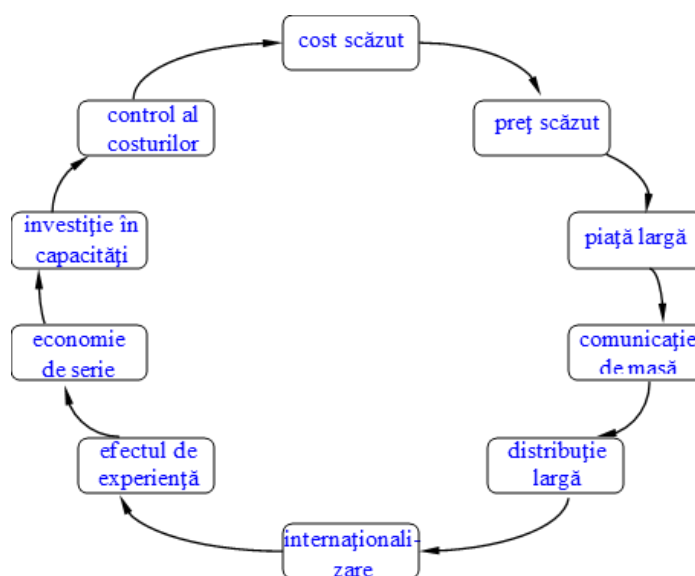 cost scăzut
preţ scăzut
piaţă largă
comunicaţie
de masă
distribuţie
largă
internaţionali-
zare
efectul de
experienţă
economie
de serie
investiţie în
capacităţi
control al
costurilor